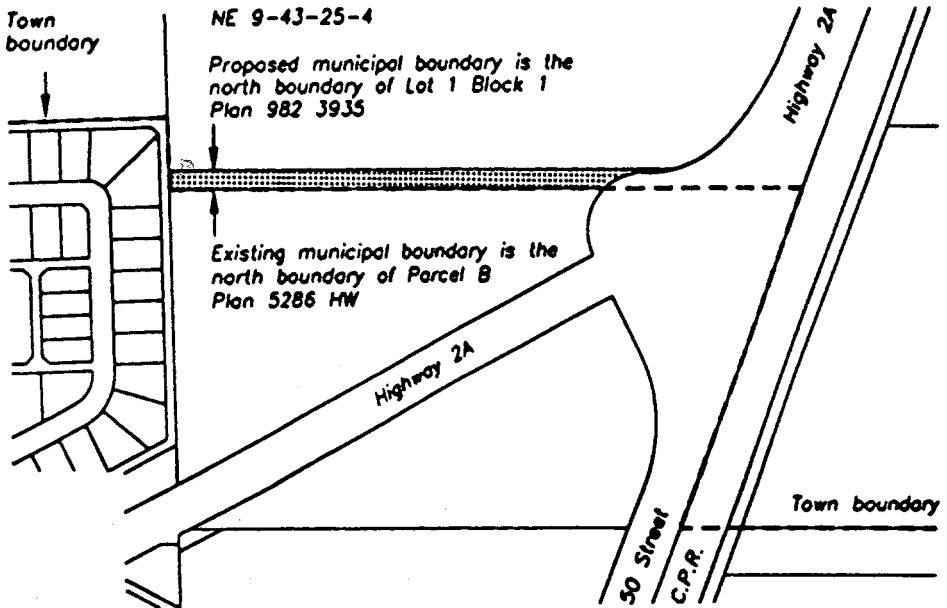 Town
boundary
NE 9-43-25-4
Proposed municipal boundary is the
north boundary of Lot 1 Block 1
Plan 982 3935
Highway 2A
Existing municipal boundary is the
north boundary of Parcel B
Plan 5286 HW
Highway 2A
Town boundary
50 Street
C.P.R.